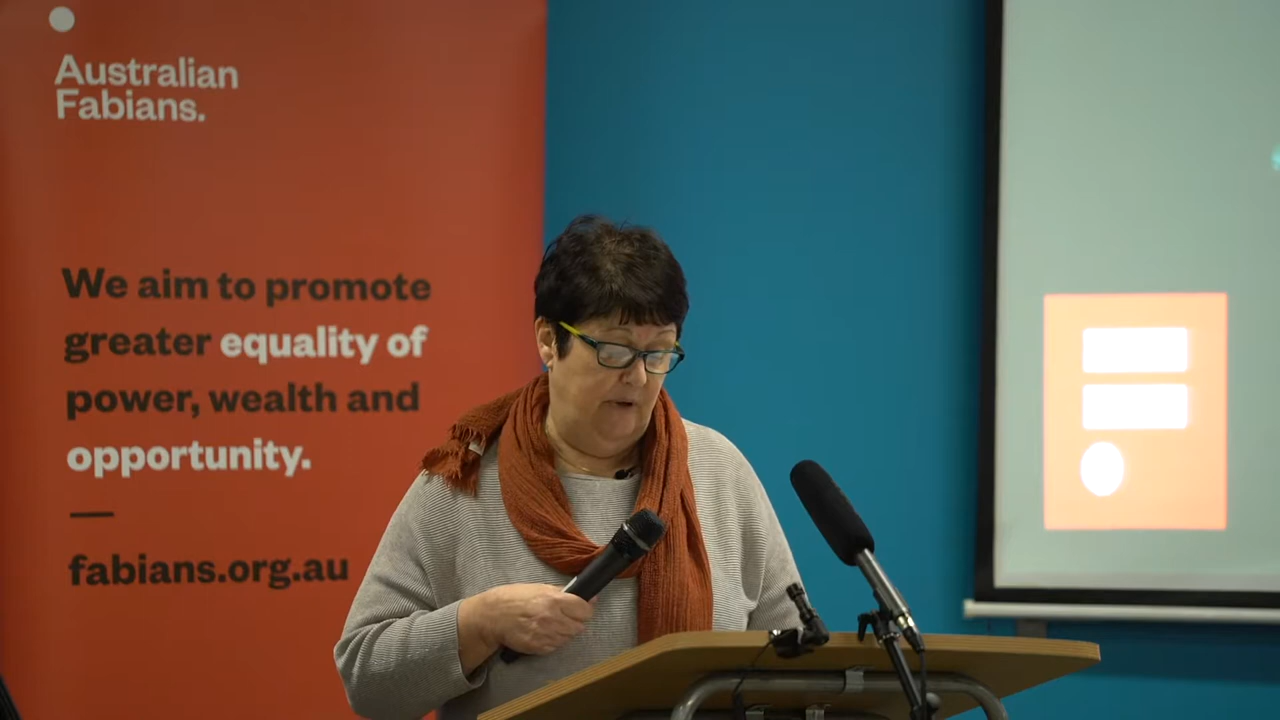 Australian
Fabians.
We aim to promote
greater equality of
power, wealth and
opportunity.
fabians.org.au